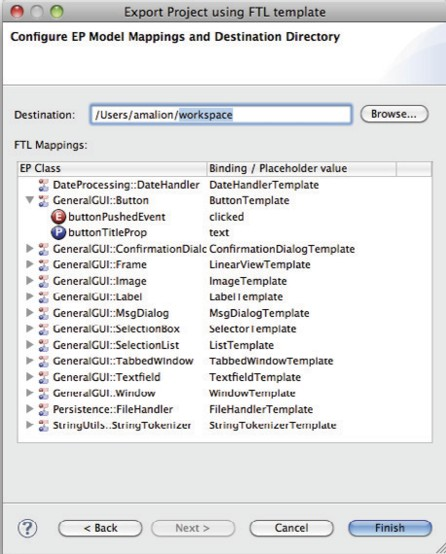 Export Project using FTL template
Configure EP Model Mappings and Destination Directory
Destination: /Users/amalion/workspace Browse...
FTL Mappings:
EP Class Binding / Placeholder value
DateProcessing::DateHandler DateHandlerTemplate
GeneralGUI::Button ButtonTemplate
E buttonPushedEvent clicked
P buttonTitleProp text
GeneralGUI::ConfirmationDialc ConfirmationDialogTemplate
GeneralGUI::Frame LinearViewTemplate
GeneralGUI::Image ImageTemplate
GeneralGUI::Label LabelTemplate
GeneralGUI::MsgDialog MsgDialogTemplate
GeneralGUI::SelectionBox SelectorTemplate
GeneralGUI::SelectionList ListTemplate
GeneralGUI::TabbedWindow TabbedWindowTemplate
GeneralGUI::Textfield TextfieldTemplate
GeneralGUI::Window WindowTemplate
Persistence::FileHandler FileHandlerTemplate
StringUtils::StringTokenizer StringTokenizerTemplate
? < Back Next > Cancel Finish